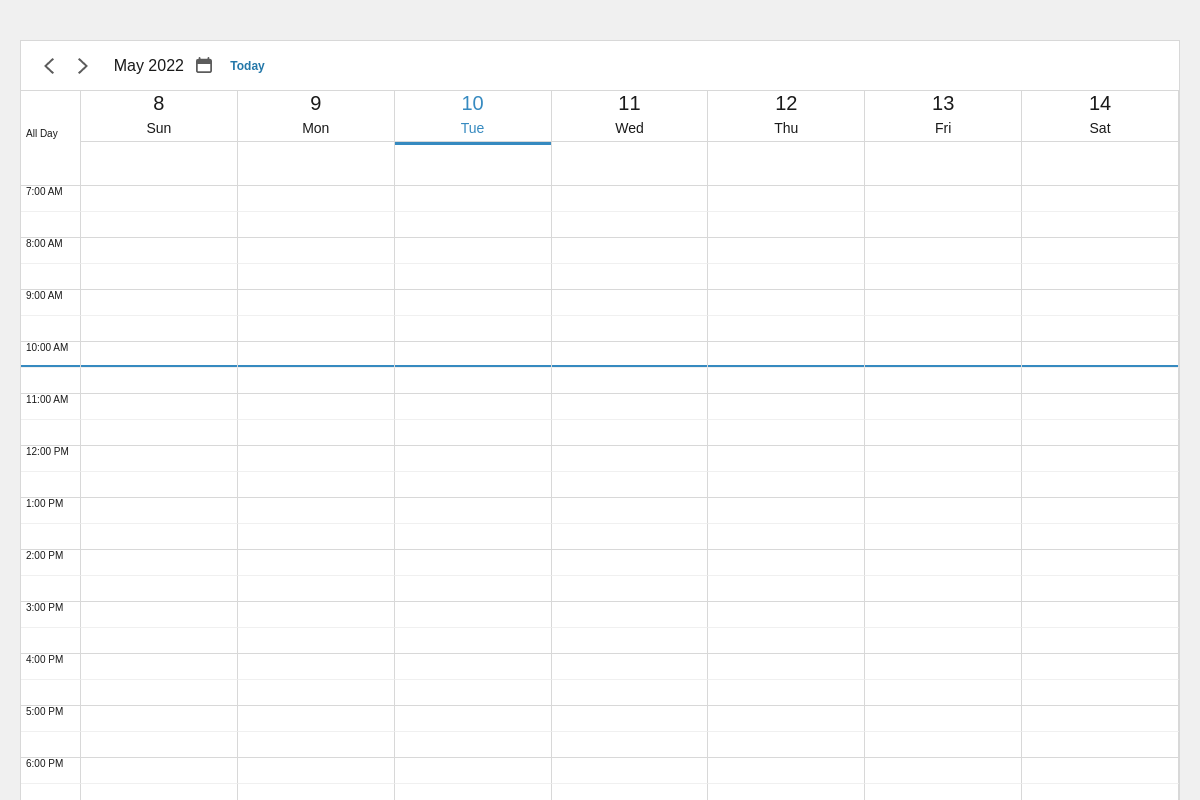 May 2022 Today
8 9 10 11 12 13 14
Sun Mon Tue Wed Thu Fri Sat
All Day
7:00 AM
8:00 AM
9:00 AM
10:00 AM
11:00 AM
12:00 PM
1:00 PM
2:00 PM
3:00 PM
4:00 PM
5:00 PM
6:00 PM